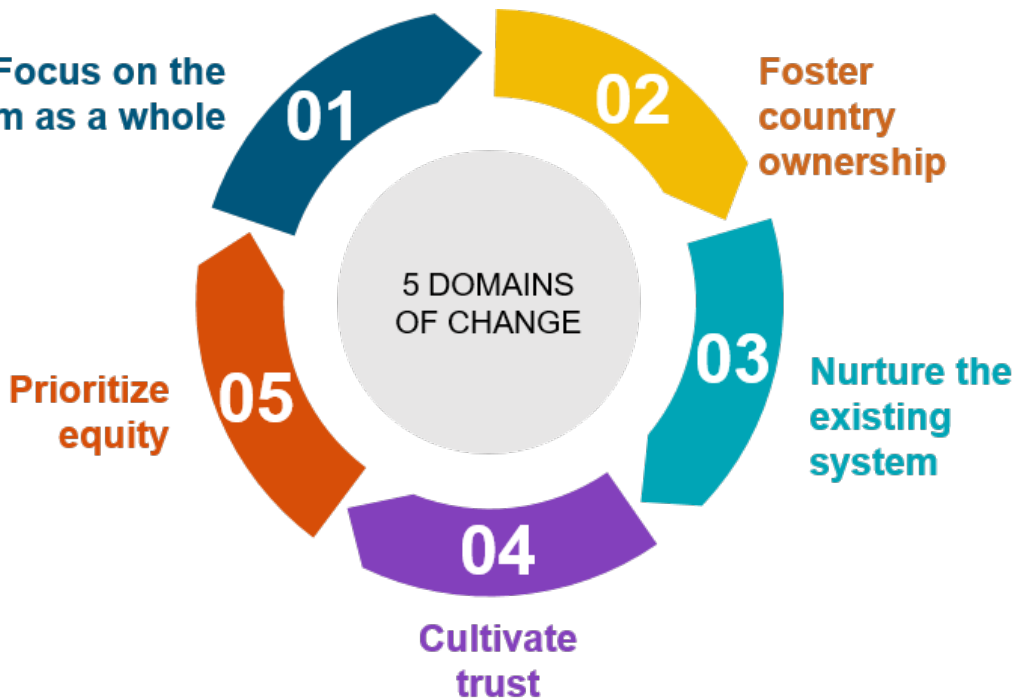 Focus on the
m as a whole
01
02
Foster
country
ownership
5 DOMAINS
OF CHANGE
03
Nurture the
existing
system
Prioritize
equity
05
04
Cultivate
trust